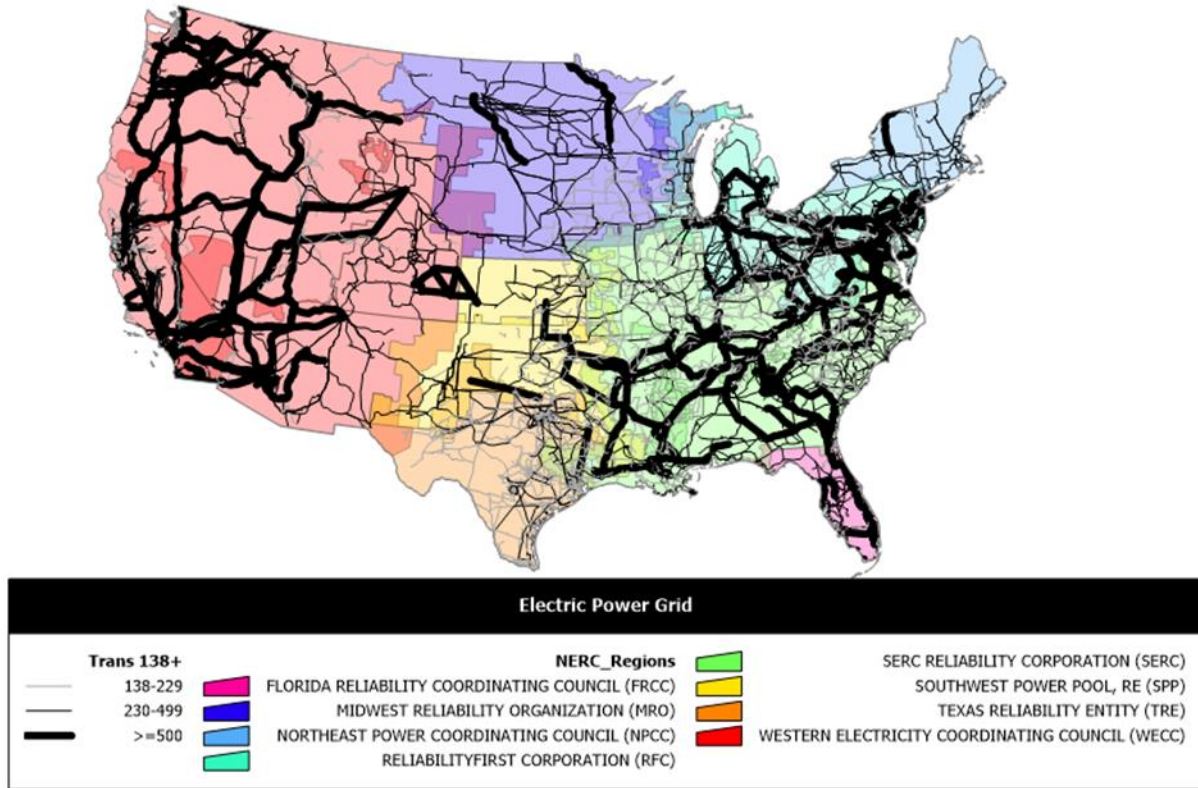 Electric Power Grid
Trans 138+
138-229
230-499
>=500
NERC_Regions
FLORIDA RELIABILITY COORDINATING COUNCIL (FRCC)
MIDWEST RELIABILITY ORGANIZATION (MRO)
NORTHEAST POWER COORDINATING COUNCIL (NPCC)
RELIABILITYFIRST CORPORATION (RFC)
SERC RELIABILITY CORPORATION (SERC)
SOUTHWEST POWER POOL, RE (SPP)
TEXAS RELIABILITY ENTITY (TRE)
WESTERN ELECTRICITY COORDINATING COUNCIL (WECC)